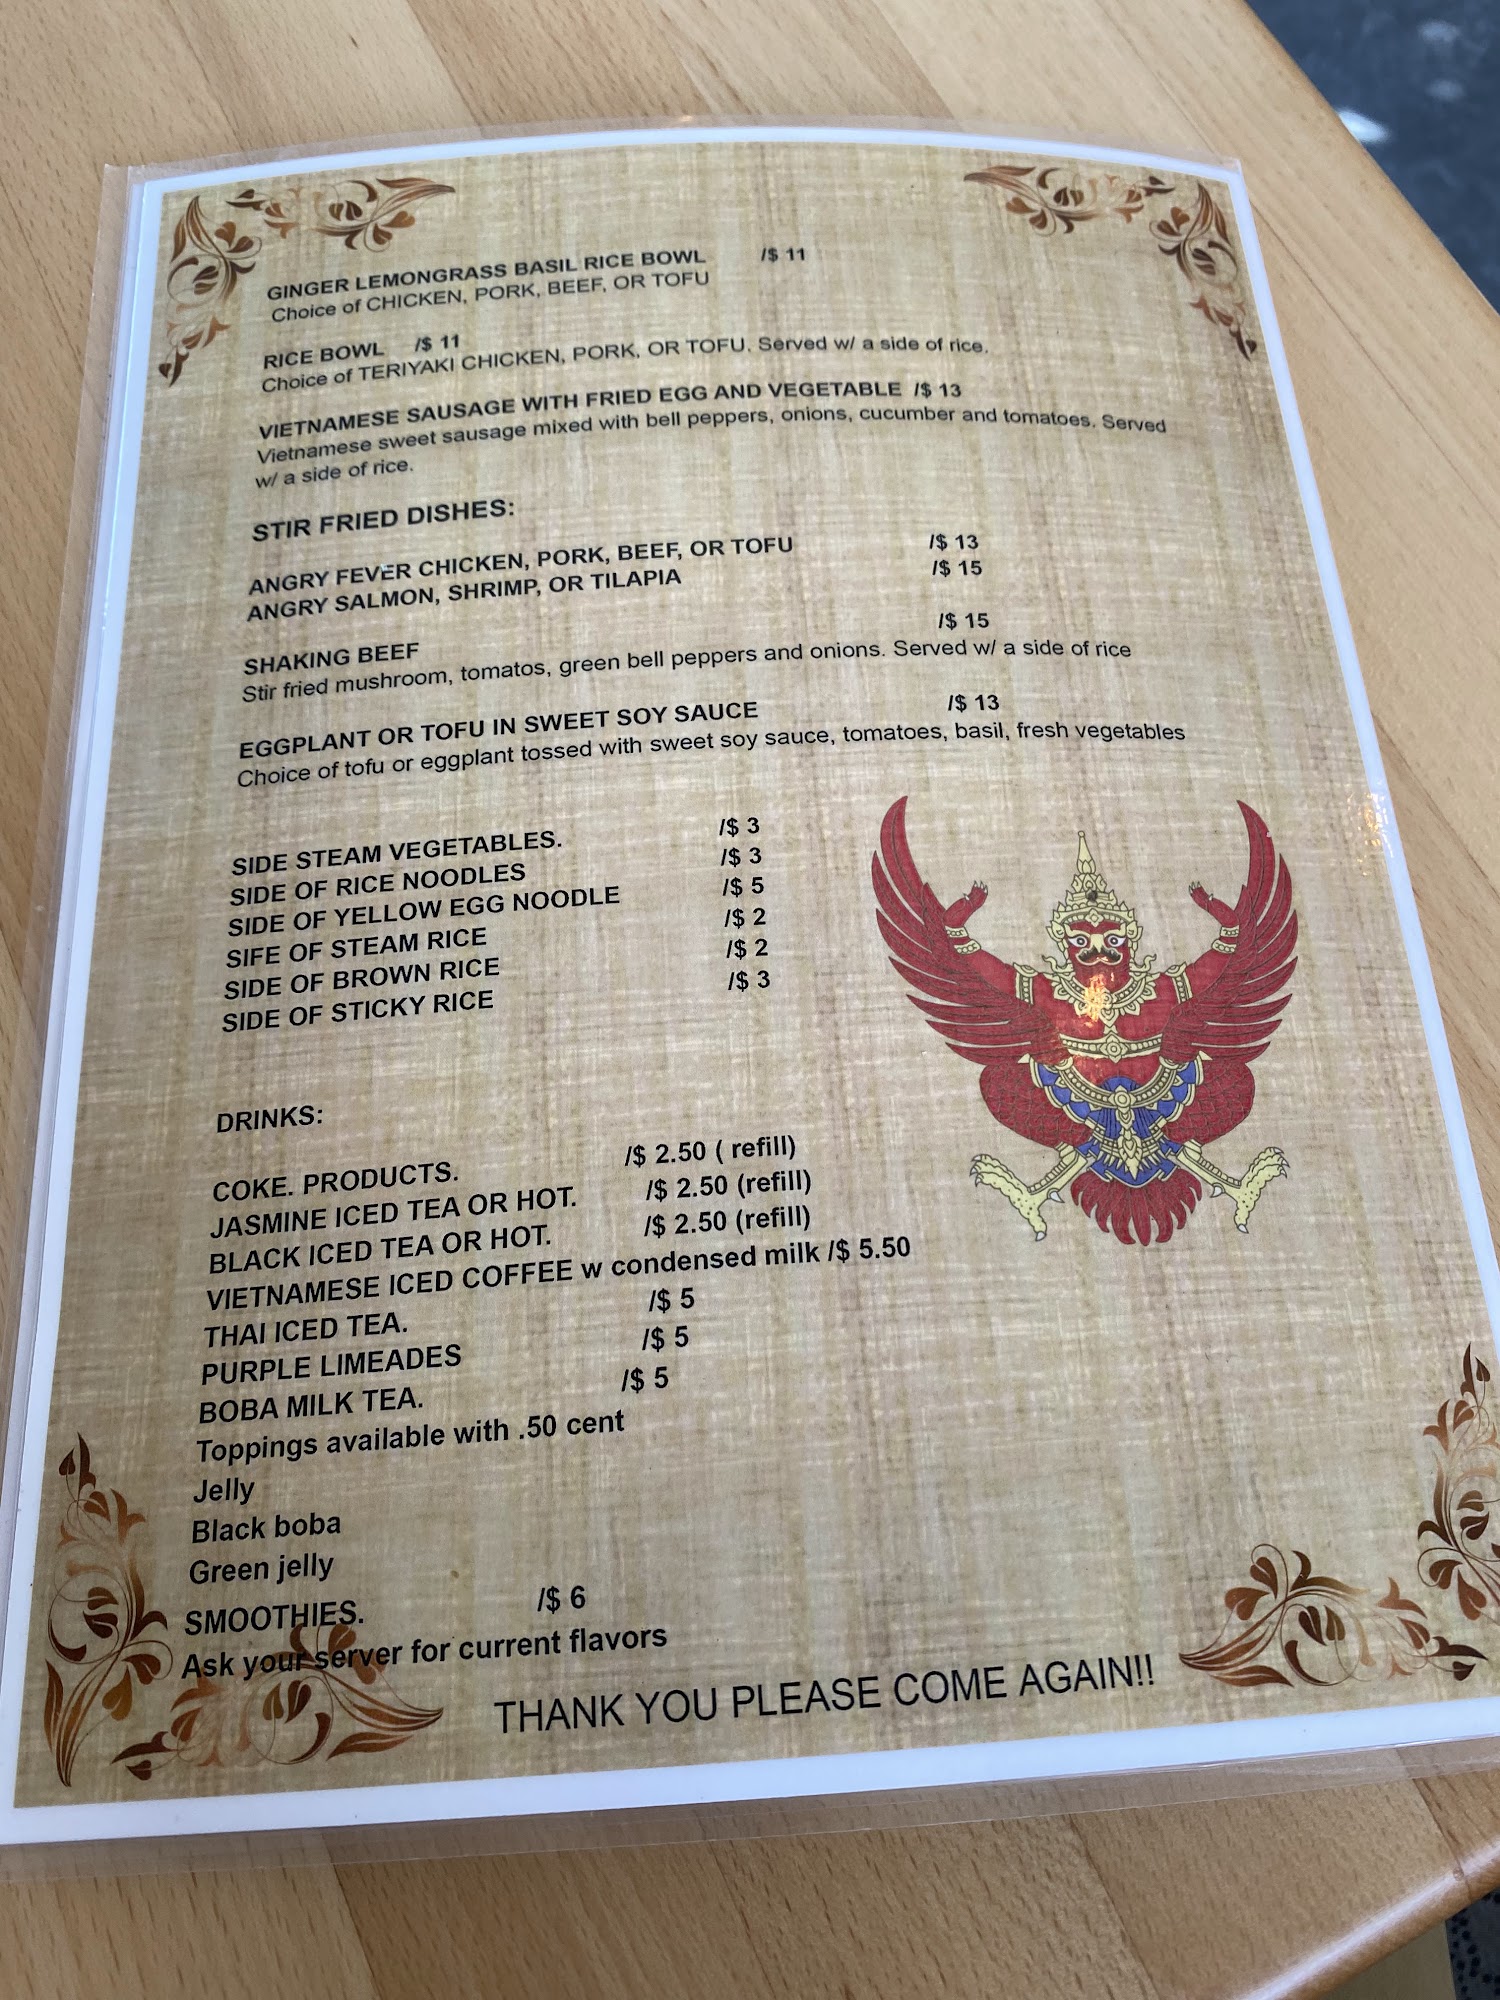 GINGER LEMONGRASS BASIL RICE BOWL /$ 11
Choice of CHICKEN, PORK, BEEF, OR TOFU
RICE BOWL /$ 11
Choice of TERIYAKI CHICKEN, PORK, OR TOFU. Served w/ a side of rice.
VIETNAMESE SAUSAGE WITH FRIED EGG AND VEGETABLE /$ 13
Vietnamese sweet sausage mixed with bell peppers, onions, cucumber and tomatoes. Served
w/ a side of rice.
STIR FRIED DISHES:
ANGRY FEVER CHICKEN, PORK, BEEF, OR TOFU /$ 13
ANGRY SALMON, SHRIMP, OR TILAPIA /$ 15
SHAKING BEEF /$ 15
Stir fried mushroom, tomatos, green bell peppers and onions. Served w/ a side of rice
EGGPLANT OR TOFU IN SWEET SOY SAUCE /$ 13
Choice of tofu or eggplant tossed with sweet soy sauce, tomatoes, basil, fresh vegetables
SIDE STEAM VEGETABLES. /$ 3
SIDE OF RICE NOODLES /$ 3
SIDE OF YELLOW EGG NOODLE /$ 5
SIFE OF STEAM RICE /$ 2
SIDE OF BROWN RICE /$ 2
SIDE OF STICKY RICE /$ 3
DRINKS:
COKE. PRODUCTS. /$ 2.50 ( refill)
JASMINE ICED TEA OR HOT. /$ 2.50 (refill)
BLACK ICED TEA OR HOT. /$ 2.50 (refill)
VIETNAMESE ICED COFFEE w condensed milk /$ 5.50
THAI ICED TEA. /$ 5
PURPLE LIMEADES /$ 5
BOBA MILK TEA. /$ 5
Toppings available with .50 cent
Jelly
Black boba
Green jelly
SMOOTHIES. /$ 6
Ask your server for current flavors
THANK YOU PLEASE COME AGAIN!!